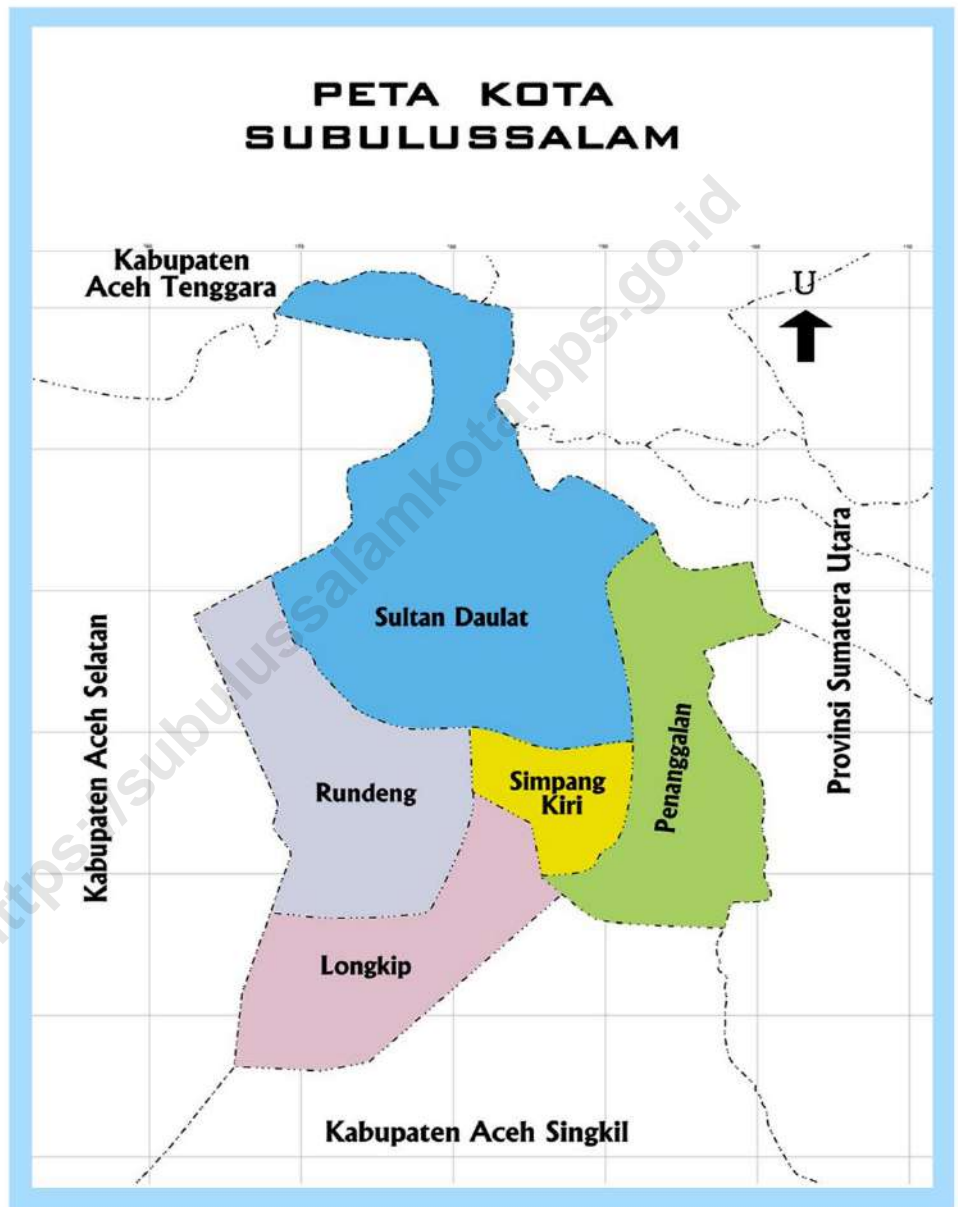 PETA KOTA
SUBULUSSALAM
Kabupaten
Aceh Tenggara
U
Sultan Daulat
Kabupaten Aceh Selatan
Provinsi Sumatera Utara
Rundeng
Simpang
Kiri
Penanggalan
Longkip
Kabupaten Aceh Singkil
https://subulussalamkota.bps.go.id